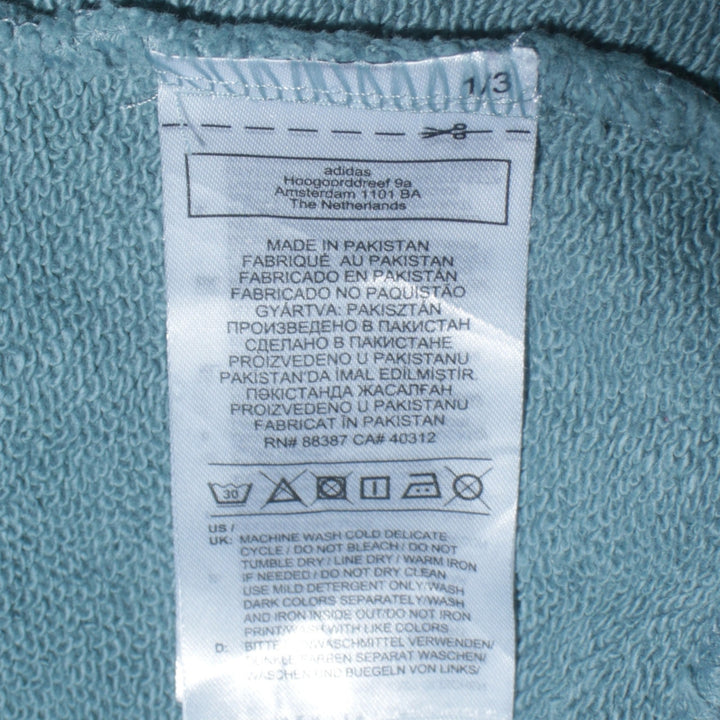 1/3
adidas
Hoogoorddreef 9a
Amsterdam 1101 BA
The Netherlands
MADE IN PAKISTAN
FABRIQUÉ AU PAKISTAN
FABRICADO EN PAKISTÁN
FABRICADO NO PAQUISTÃO
GYÁRTVA: PAKISZTÁN
ПРОИЗВЕДЕНО В ПАКИСТАН
СДЕЛАНО В ПАКИСТАНЕ
PROIZVEDENO U PAKISTANU
PAKISTAN'DA İMAL EDİLMİŞTİR.
ПӘКІСТАНДА ЖАСАЛҒАН
PROIZVEDENO U PAKISTANU
FABRICAT ÎN PAKISTAN
RN# 88387 CA# 40312
30
US /
UK: MACHINE WASH COLD DELICATE
CYCLE / DO NOT BLEACH / DO NOT
TUMBLE DRY / LINE DRY / WARM IRON
IF NEEDED / DO NOT DRY CLEAN
USE MILD DETERGENT ONLY/WASH
DARK COLORS SEPARATELY/WASH
AND IRON INSIDE OUT/DO NOT IRON
PRINT/WASH WITH LIKE COLORS
D: BITTE WASCHMITTEL VERWENDEN/
DUNKLE FARBEN SEPARAT WASCHEN/
WASCHEN UND BUEGELN VON LINKS/